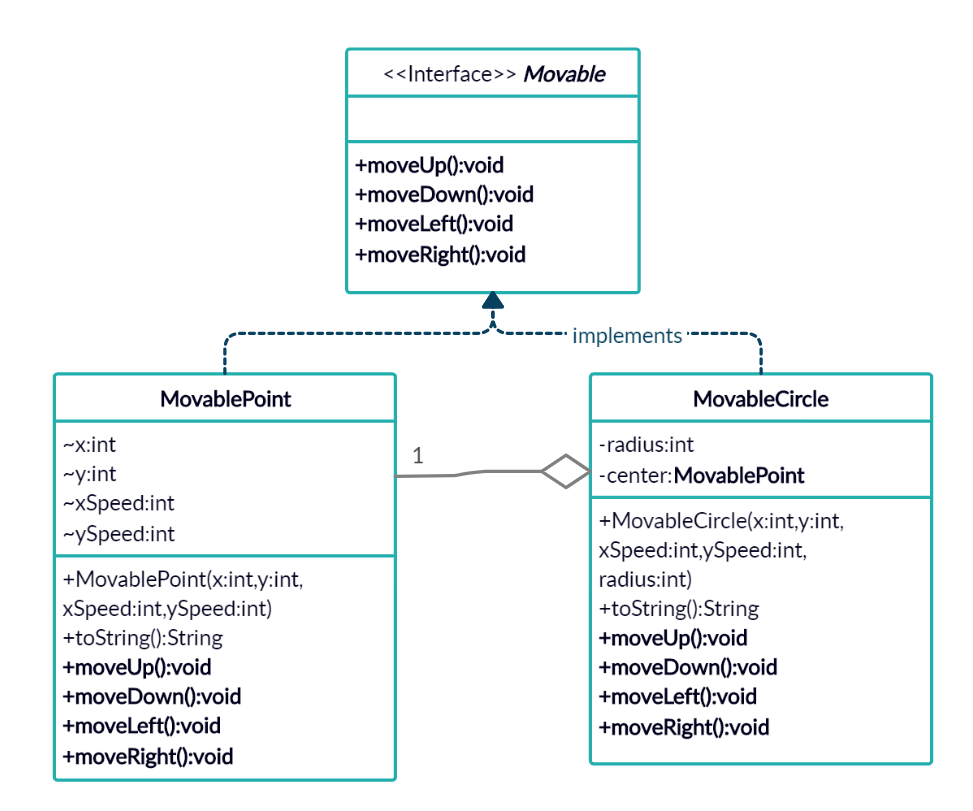 <<Interface>> Movable
+moveUp():void
+moveDown():void
+moveLeft():void
+moveRight():void
implements
MovablePoint
~x:int
~y:int
~xSpeed:int
~ySpeed:int
+MovablePoint(x:int,y:int,
xSpeed:int,ySpeed:int)
+toString():String
+moveUp():void
+moveDown():void
+moveLeft():void
+moveRight():void
1
MovableCircle
-radius:int
-center:MovablePoint
+MovableCircle(x:int,y:int,
xSpeed:int,ySpeed:int,
radius:int)
+toString():String
+moveUp():void
+moveDown():void
+moveLeft():void
+moveRight():void